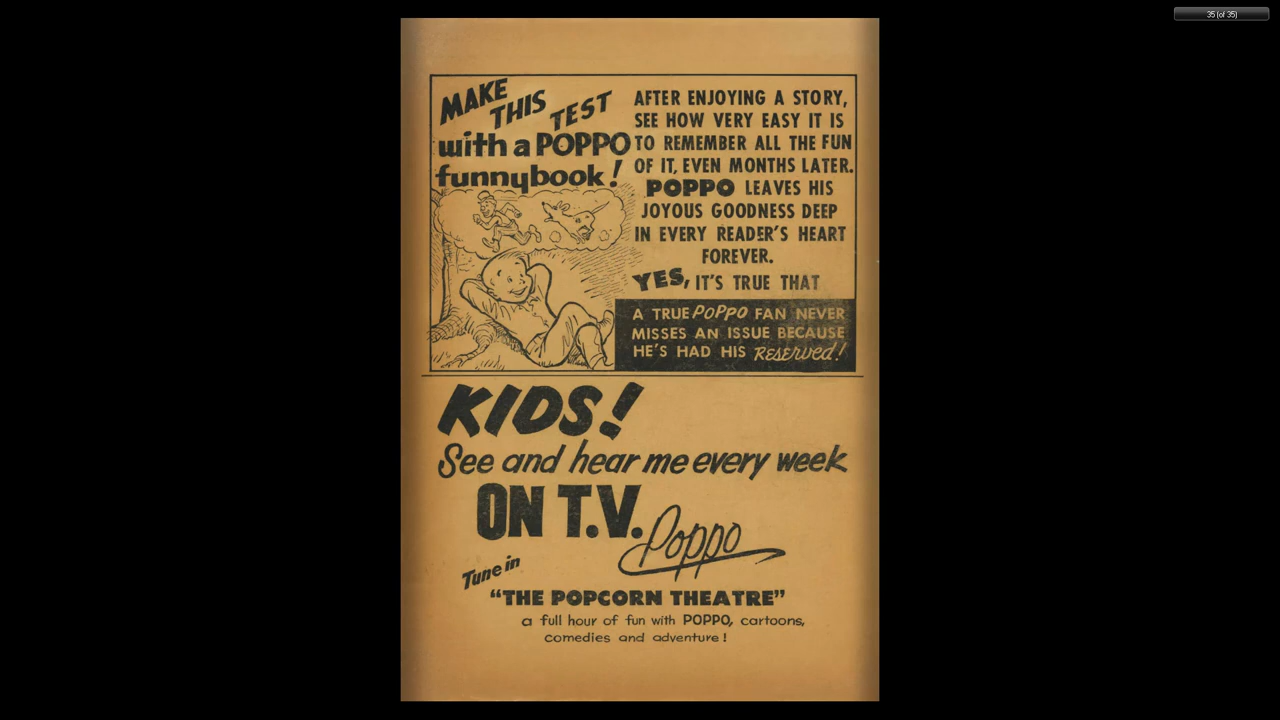 35 (of 35)
MAKE
THIS
TEST
with a POPPO
funnybook!
AFTER ENJOYING A STORY,
SEE HOW VERY EASY IT IS
TO REMEMBER ALL THE FUN
OF IT, EVEN MONTHS LATER.
POPPO LEAVES HIS
JOYOUS GOODNESS DEEP
IN EVERY READER'S HEART
FOREVER.
YES, IT'S TRUE THAT
A TRUE POPPO FAN NEVER
MISSES AN ISSUE BECAUSE
HE'S HAD HIS RESERVED!
KIDS!
See and hear me every week
ON T.V.
Poppo
Tune in
"THE POPCORN THEATRE"
a full hour of fun with POPPO, cartoons,
comedies and adventure!